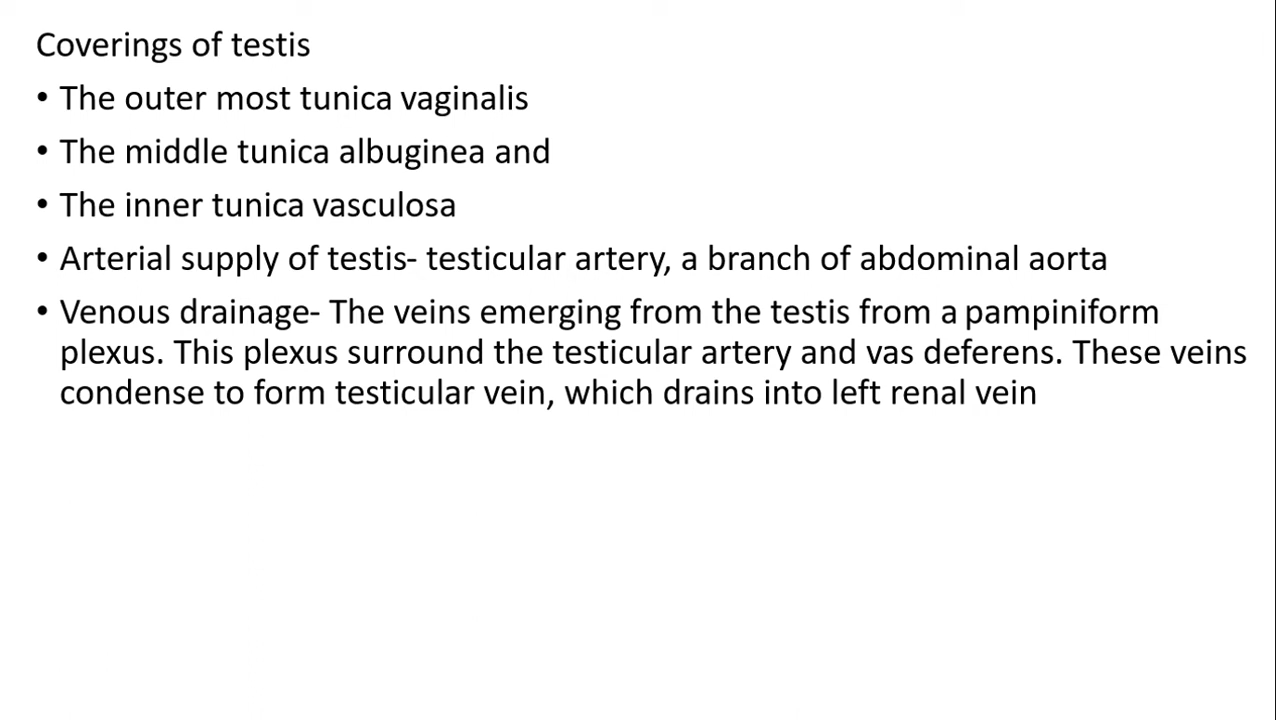 Coverings of testis
• The outer most tunica vaginalis
• The middle tunica albuginea and
• The inner tunica vasculosa
• Arterial supply of testis- testicular artery, a branch of abdominal aorta
• Venous drainage- The veins emerging from the testis from a pampiniform
plexus. This plexus surround the testicular artery and vas deferens. These veins
condense to form testicular vein, which drains into left renal vein